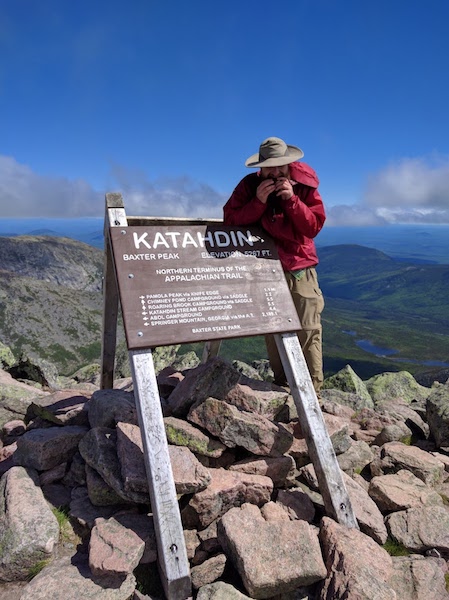 KATAHDIN
BAXTER PEAK ELEVATION 5267 FT.
NORTHERN TERMINUS OF THE
APPALACHIAN TRAIL
PAMOLA PEAK VIA KNIFE EDGE
CHIMNEY POND CAMPGROUND VIA SADDLE
ROARING BROOK CAMPGROUND VIA SADDLE
KATAHDIN STREAM CAMPGROUND
ABOL CAMPGROUND
SPRINGER MOUNTAIN, GEORGIA VIA THE A.T.
BAXTER STATE PARK